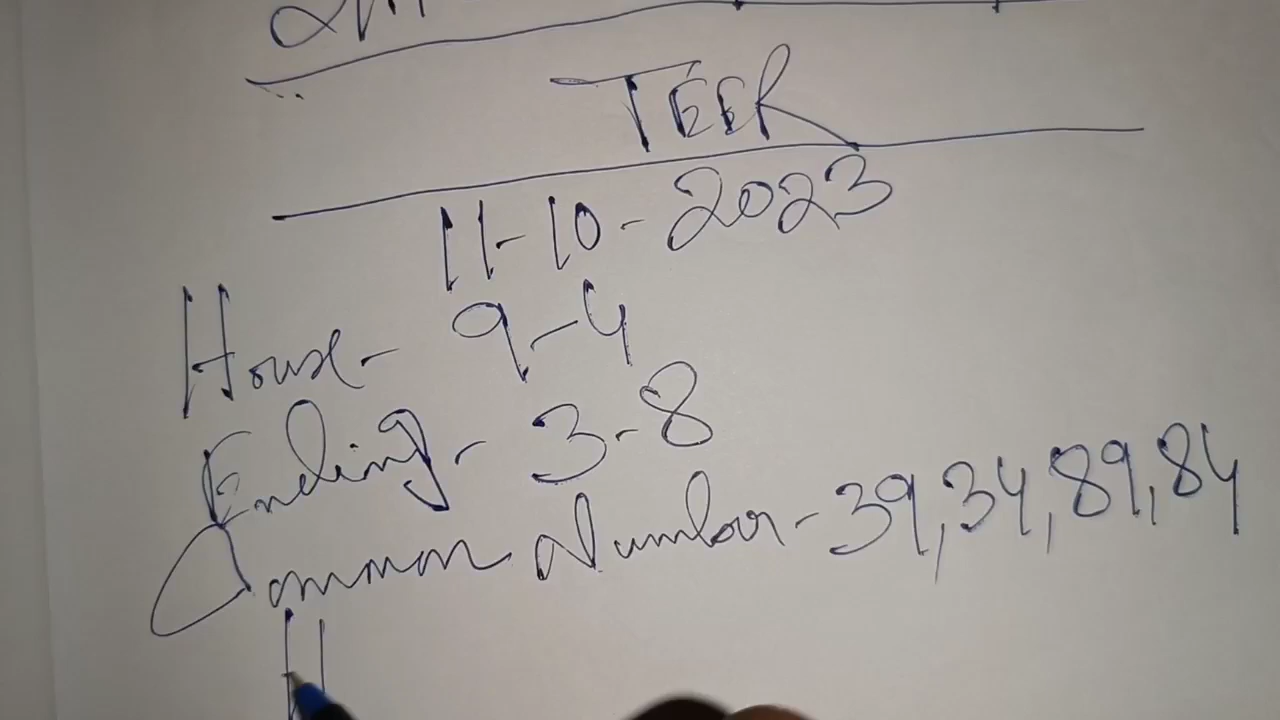 TEER
11-10-2023
House- 9-4
Ending- 3-8
Common Number-39,34,89,84